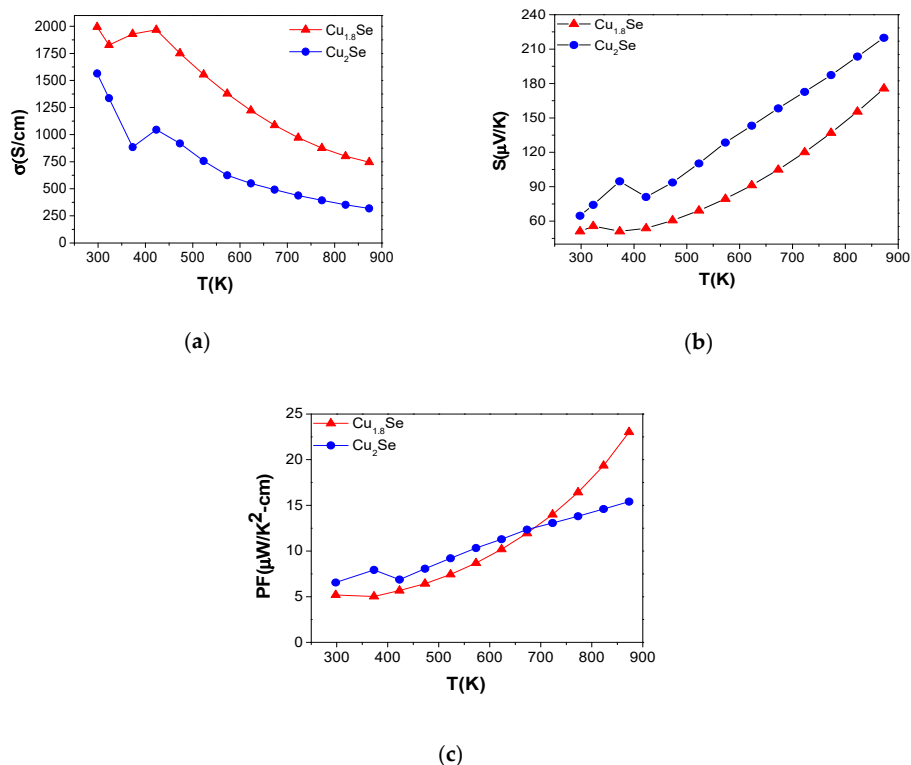 2000
1750
1500
1250
1000
750
500
250
0
σ(S/cm)
Cu1.8Se
Cu2Se
300 400 500 600 700 800 900
T(K)
(a)
240
210
180
150
120
90
60
S(μV/K)
Cu1.8Se
Cu2Se
300 400 500 600 700 800 900
T(K)
(b)
25
20
15
10
5
0
PF(μW/K2-cm)
Cu1.8Se
Cu2Se
300 400 500 600 700 800 900
T(K)
(c)